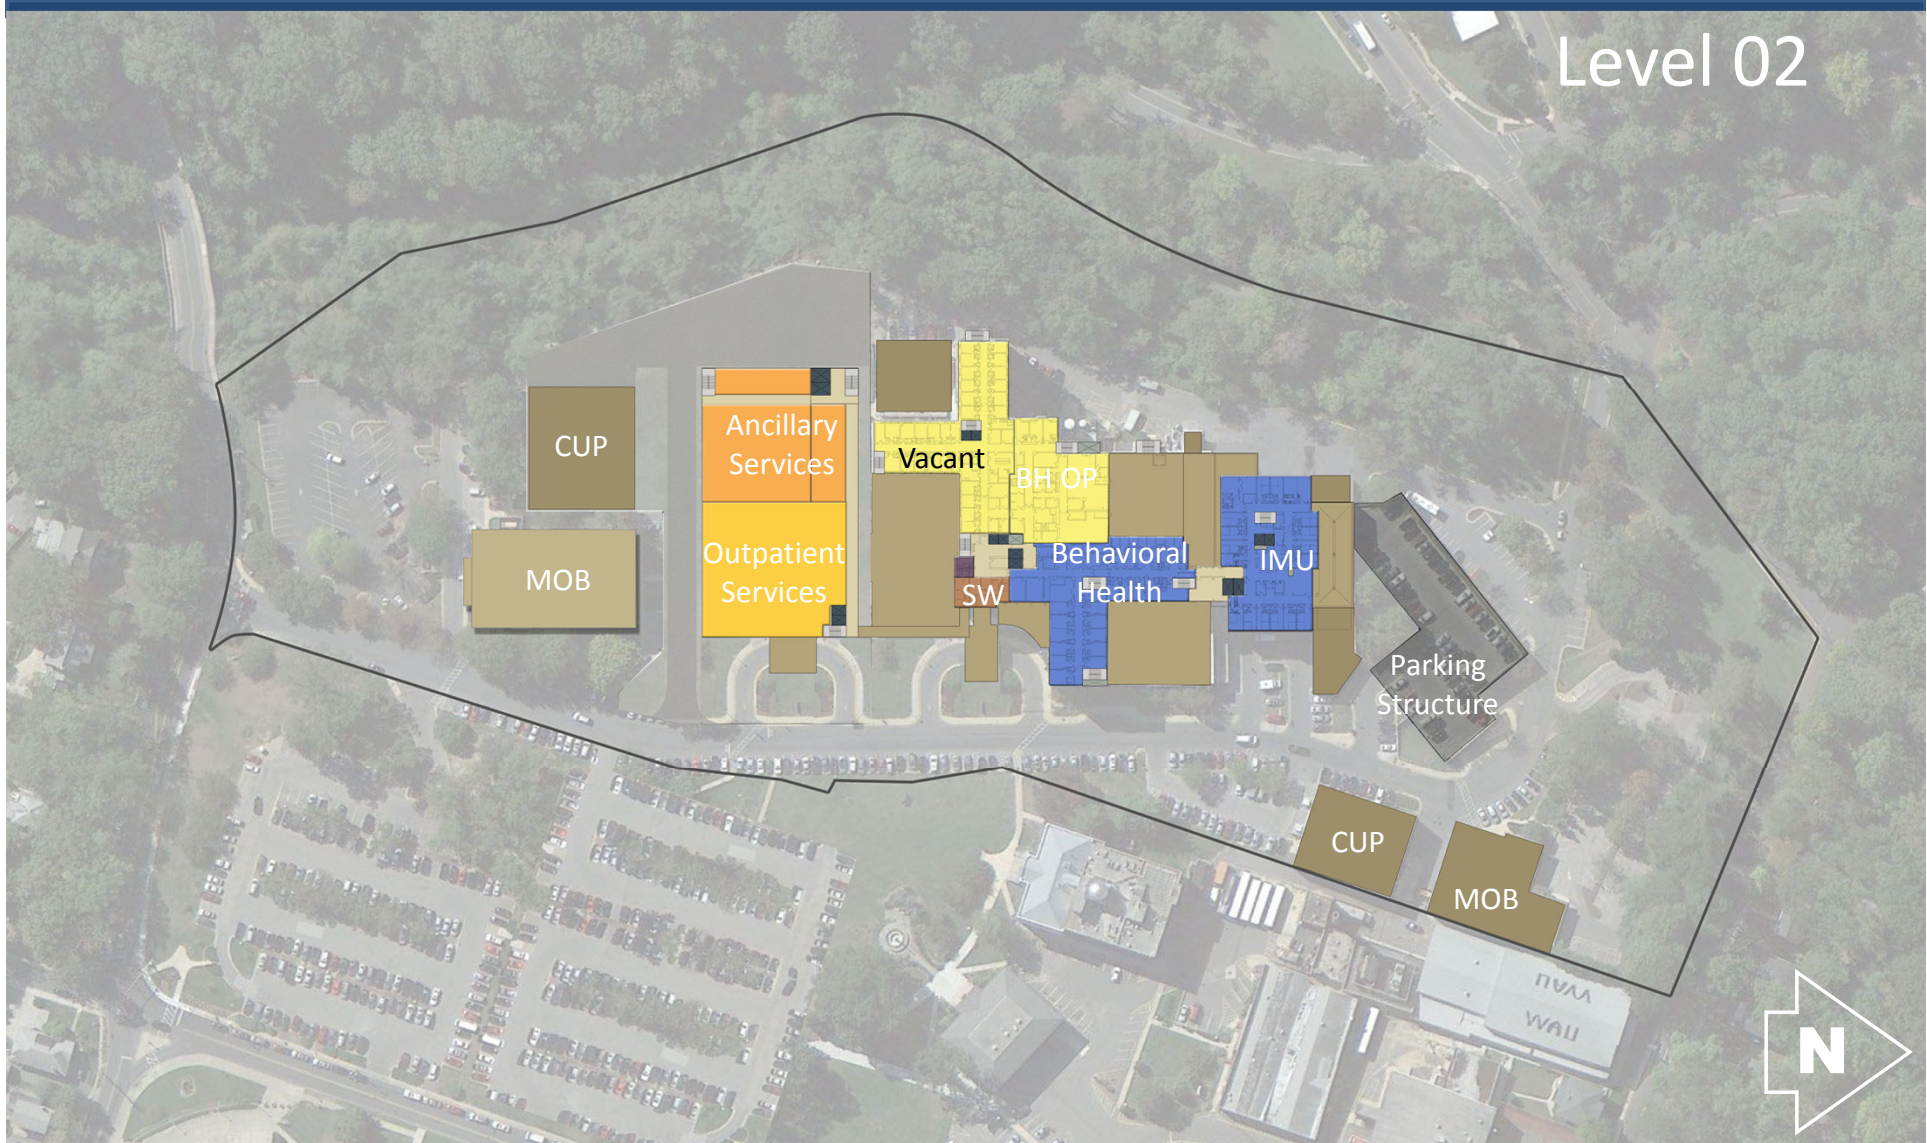 Level 02
Ancillary
Services
CUP
Vacant
BH OP
Outpatient
Services
MOB
SW
Behavioral
Health
IMU
Parking
Structure
CUP
MOB
N